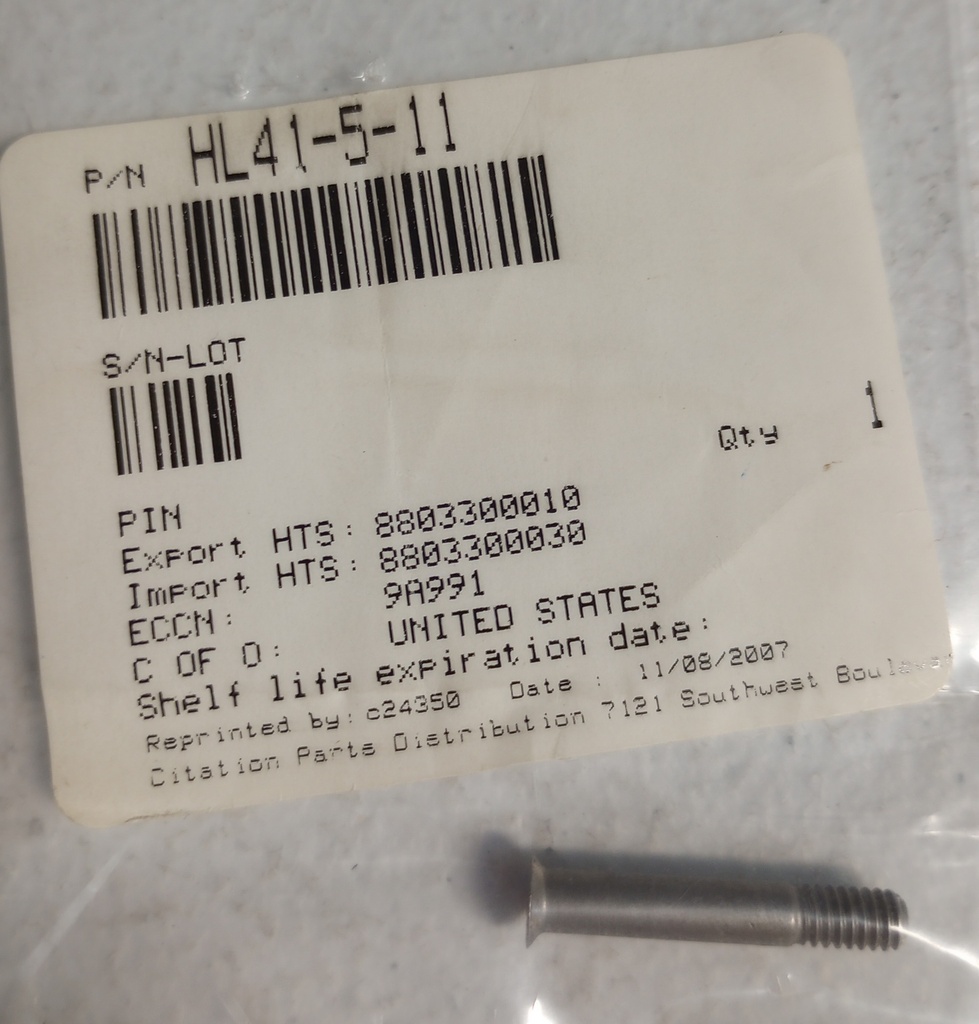 P/N HL41-5-11
S/N-LOT
Qty 1
PIN
Export HTS: 8803300010
Import HTS: 8803300030
ECCN: 9A991
C OF O: UNITED STATES
Shelf life expiration date:
Reprinted by: c24350 Date : 11/08/2007
Citation Parts Distribution 7121 Southwest